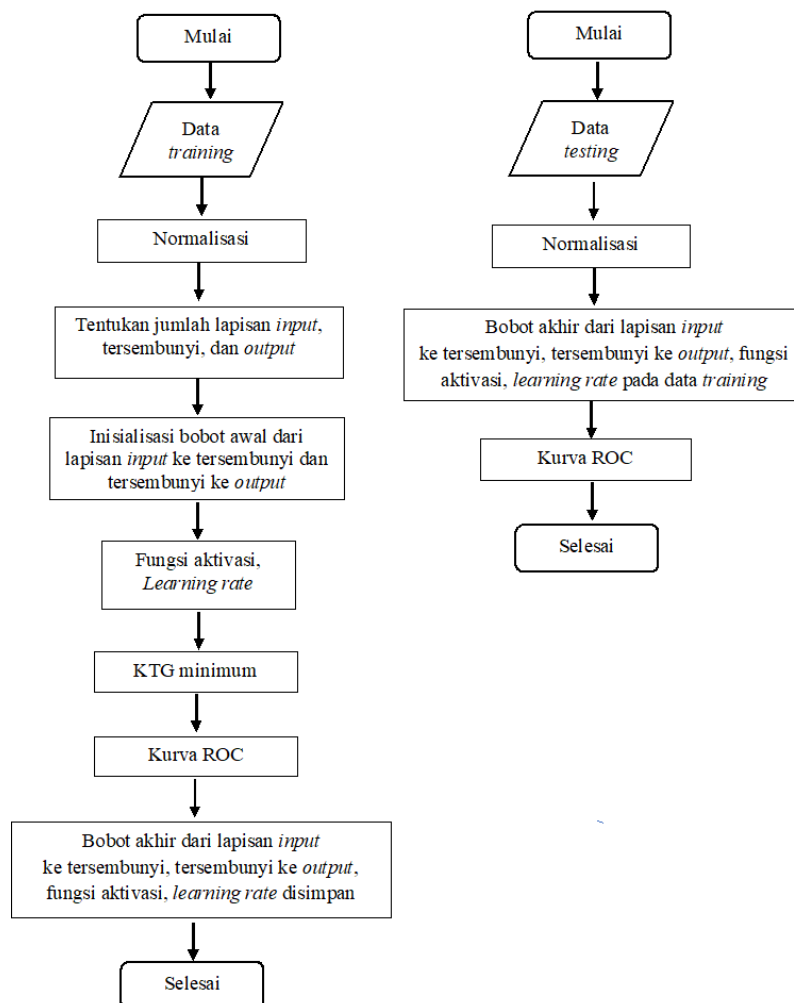 Mulai
Data
training
Normalisasi
Tentukan jumlah lapisan input,
tersembunyi, dan output
Inisialisasi bobot awal dari
lapisan input ke tersembunyi dan
tersembunyi ke output
Fungsi aktivasi,
Learning rate
KTG minimum
Kurva ROC
Bobot akhir dari lapisan input
ke tersembunyi, tersembunyi ke output,
fungsi aktivasi, learning rate disimpan
Selesai
Mulai
Data
testing
Normalisasi
Bobot akhir dari lapisan input
ke tersembunyi, tersembunyi ke output, fungsi
aktivasi, learning rate pada data training
Kurva ROC
Selesai